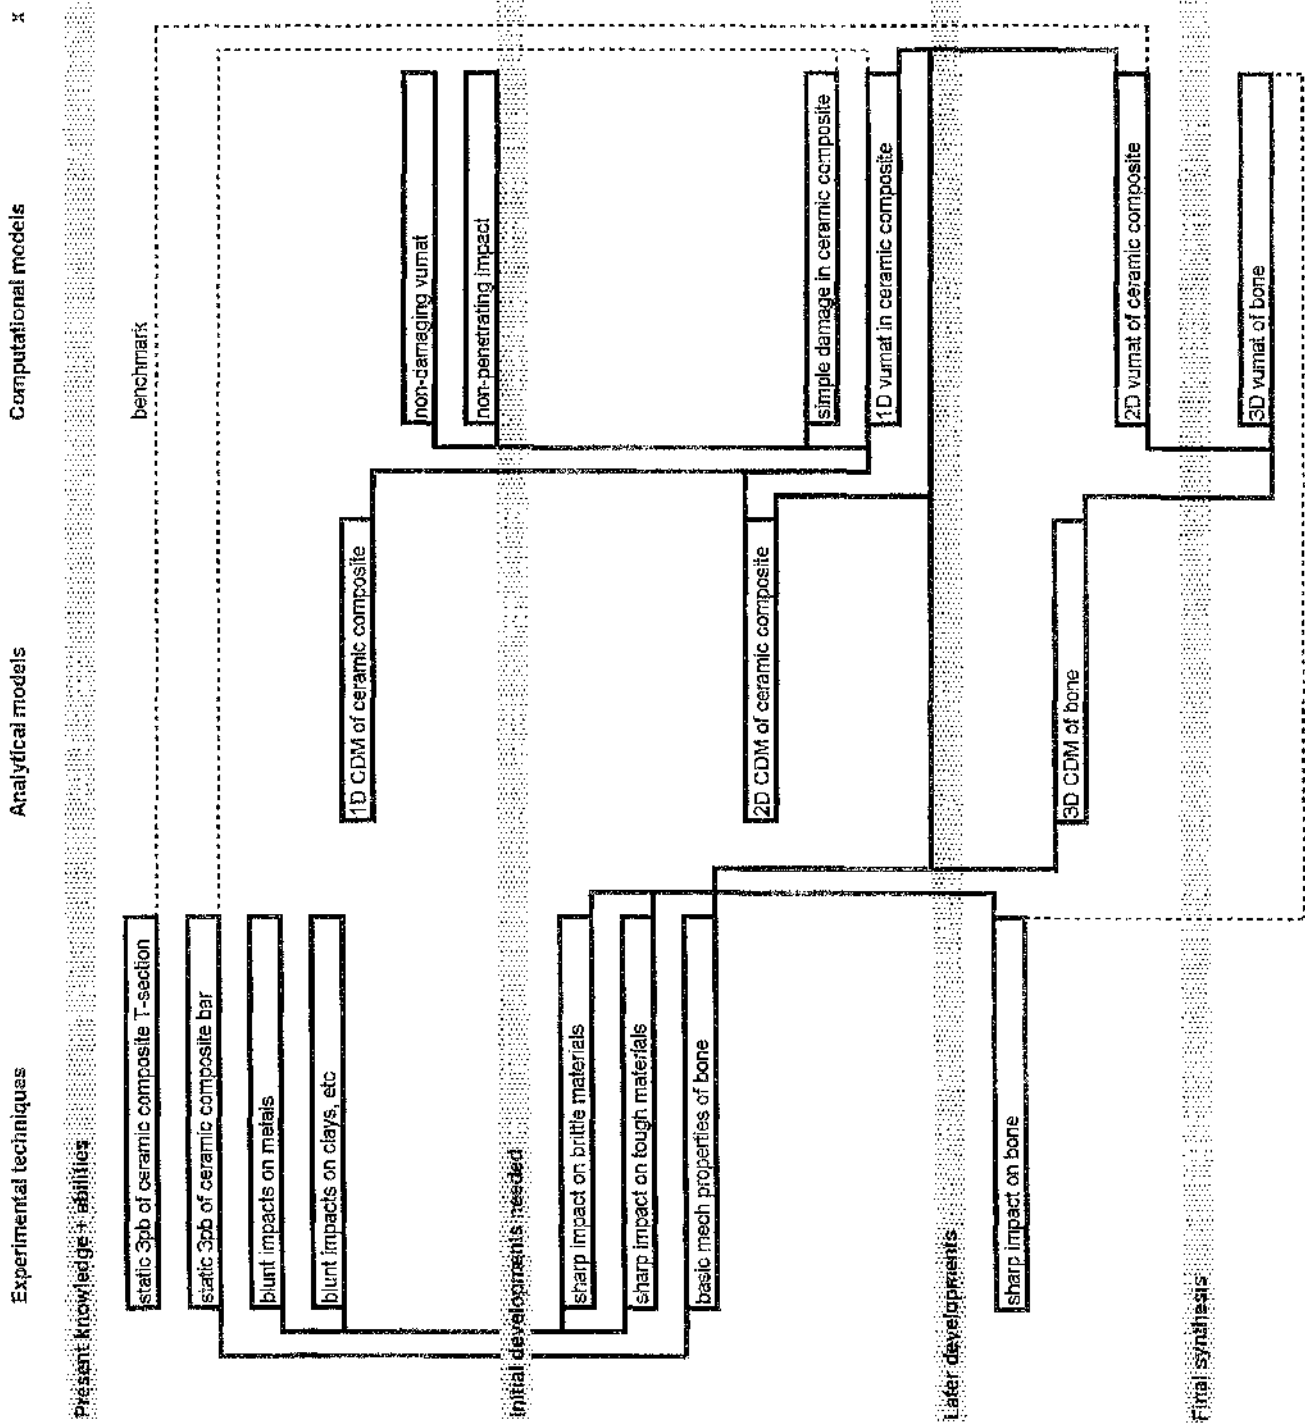 Experimental techniques
Analytical models
Computational models
x
Present knowledge + abilities
static 3pb of ceramic composite T-section
benchmark
static 3pb of ceramic composite bar
blunt impacts on metals
blunt impacts on clays, etc
1D CDM of ceramic composite
non-damaging vumat
non-penetrating impact
Initial developments needed
sharp impact on brittle materials
sharp impact on tough materials
basic mech properties of bone
2D CDM of ceramic composite
simple damage in ceramic composite
1D vumat in ceramic composite
Later developments
sharp impact on bone
3D CDM of bone
2D vumat of ceramic composite
Final synthesis
3D vumat of bone